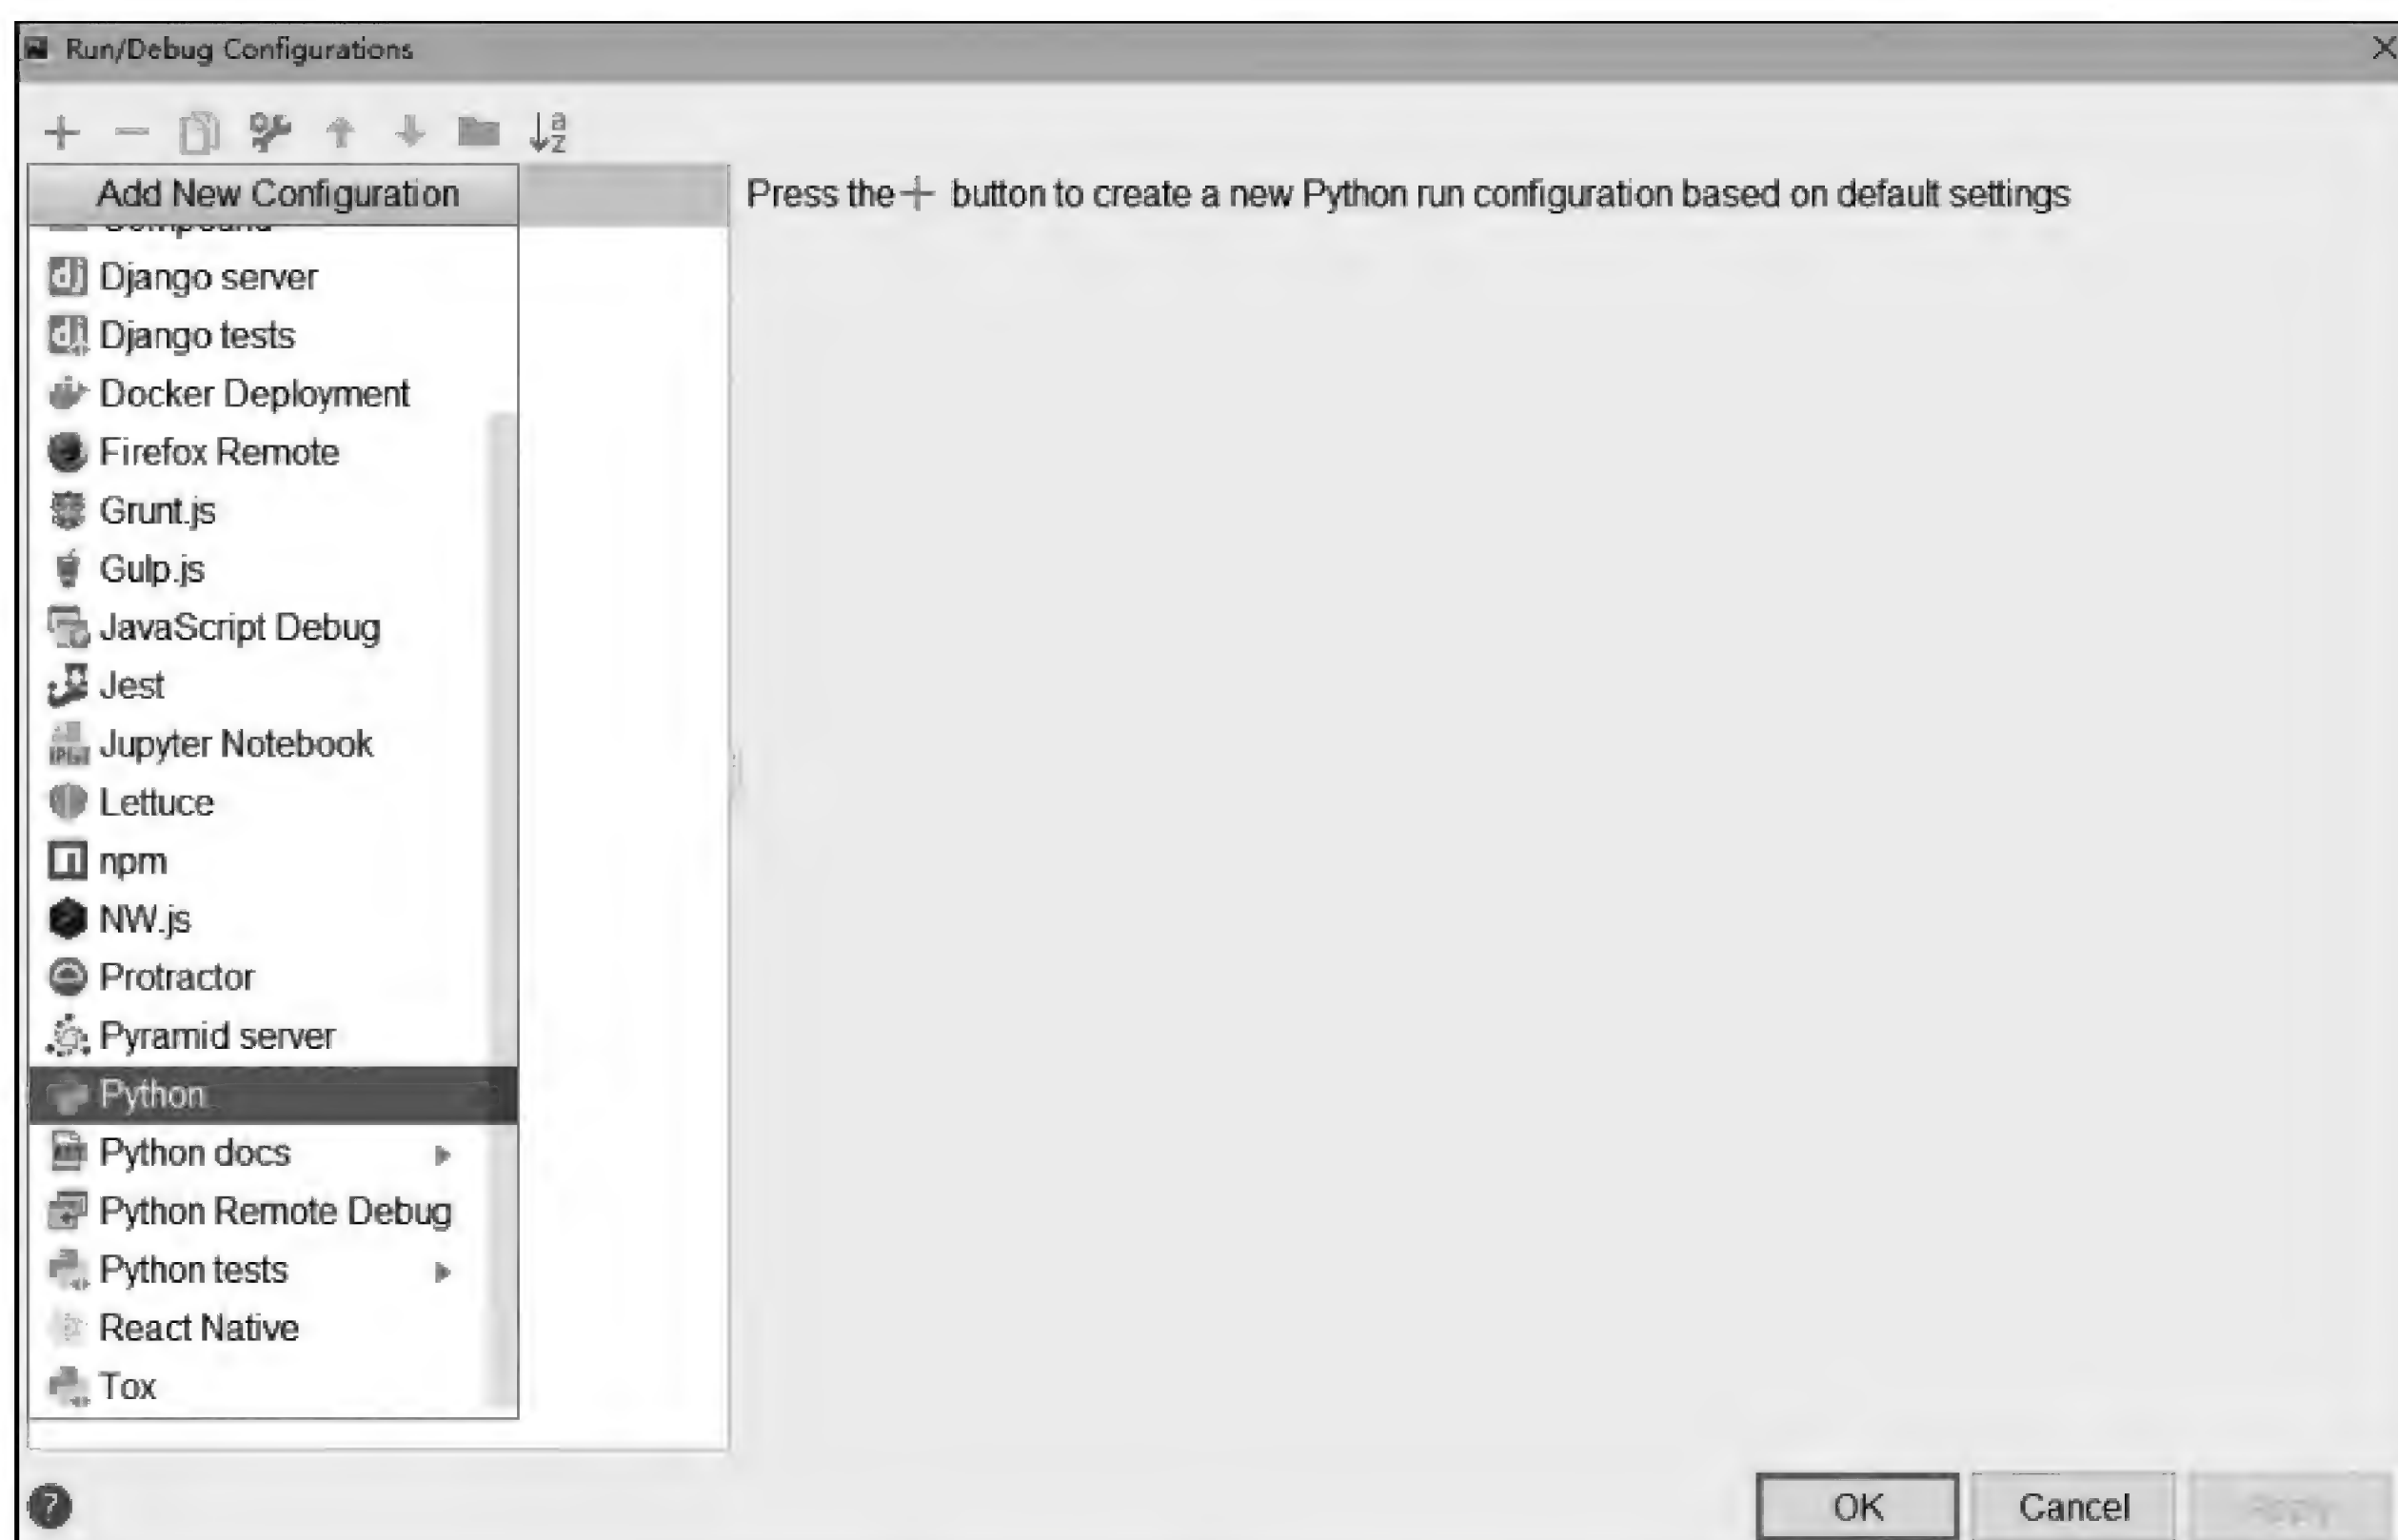 Run/Debug Configurations
Add New Configuration
Press the + button to create a new Python run configuration based on default settings
Django server
Django tests
Docker Deployment
Firefox Remote
Grunt.js
Gulp.js
JavaScript Debug
Jest
Jupyter Notebook
Lettuce
npm
NW.js
Protractor
Pyramid server
Python
Python docs
Python Remote Debug
Python tests
React Native
Tox
OK
Cancel